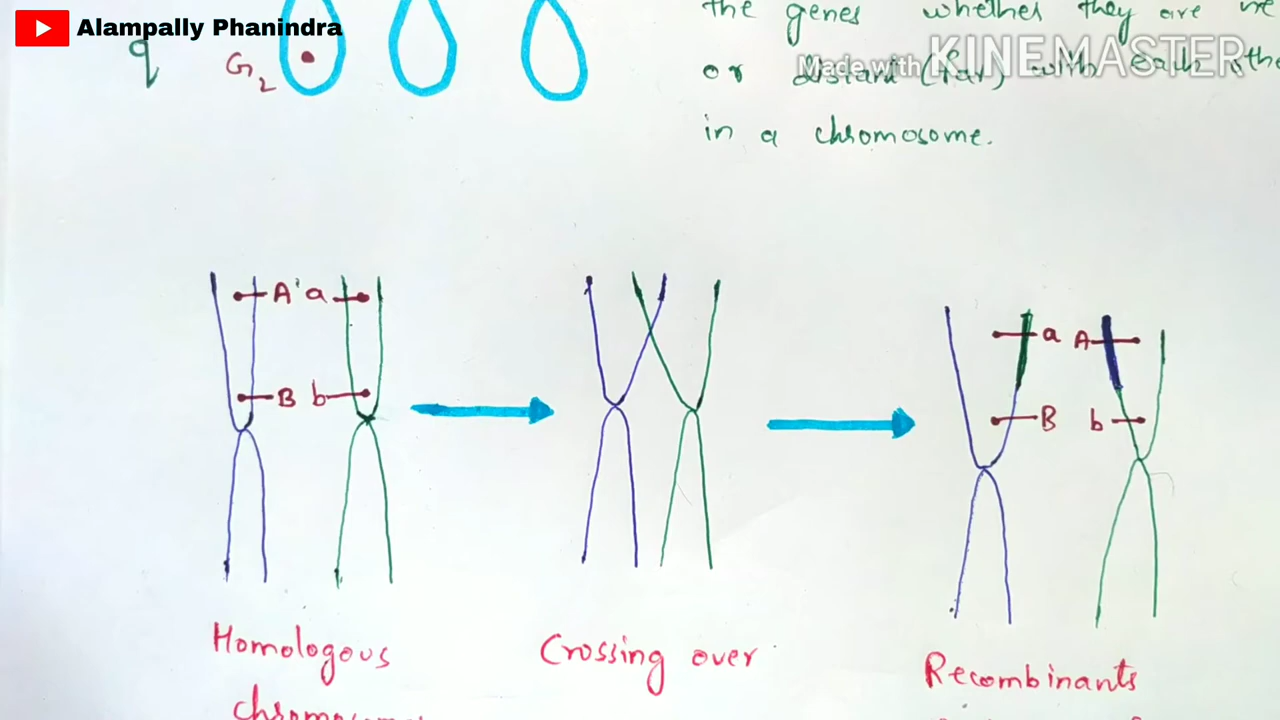 Alampally Phanindra
the genes whether they are
or distant (far) with each
Made with KINEMASTER
in a chromosome.
q G2
A a
B b
a A
B b
Homologous
Crossing over
Recombinants